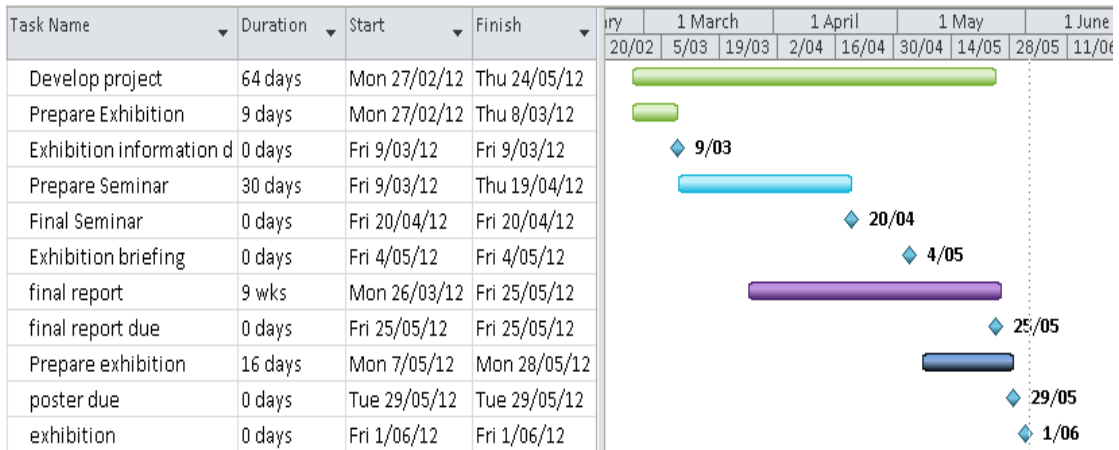 Task Name Duration Start Finish ry 1 March 1 April 1 May 1 June
20/02 5/03 19/03 2/04 16/04 30/04 14/05 28/05 11/06
Develop project 64 days Mon 27/02/12 Thu 24/05/12
Prepare Exhibition 9 days Mon 27/02/12 Thu 8/03/12
Exhibition information d 0 days Fri 9/03/12 Fri 9/03/12 9/03
Prepare Seminar 30 days Fri 9/03/12 Thu 19/04/12
Final Seminar 0 days Fri 20/04/12 Fri 20/04/12 20/04
Exhibition briefing 0 days Fri 4/05/12 Fri 4/05/12 4/05
final report 9 wks Mon 26/03/12 Fri 25/05/12
final report due 0 days Fri 25/05/12 Fri 25/05/12 25/05
Prepare exhibition 16 days Mon 7/05/12 Mon 28/05/12
poster due 0 days Tue 29/05/12 Tue 29/05/12 29/05
exhibition 0 days Fri 1/06/12 Fri 1/06/12 1/06